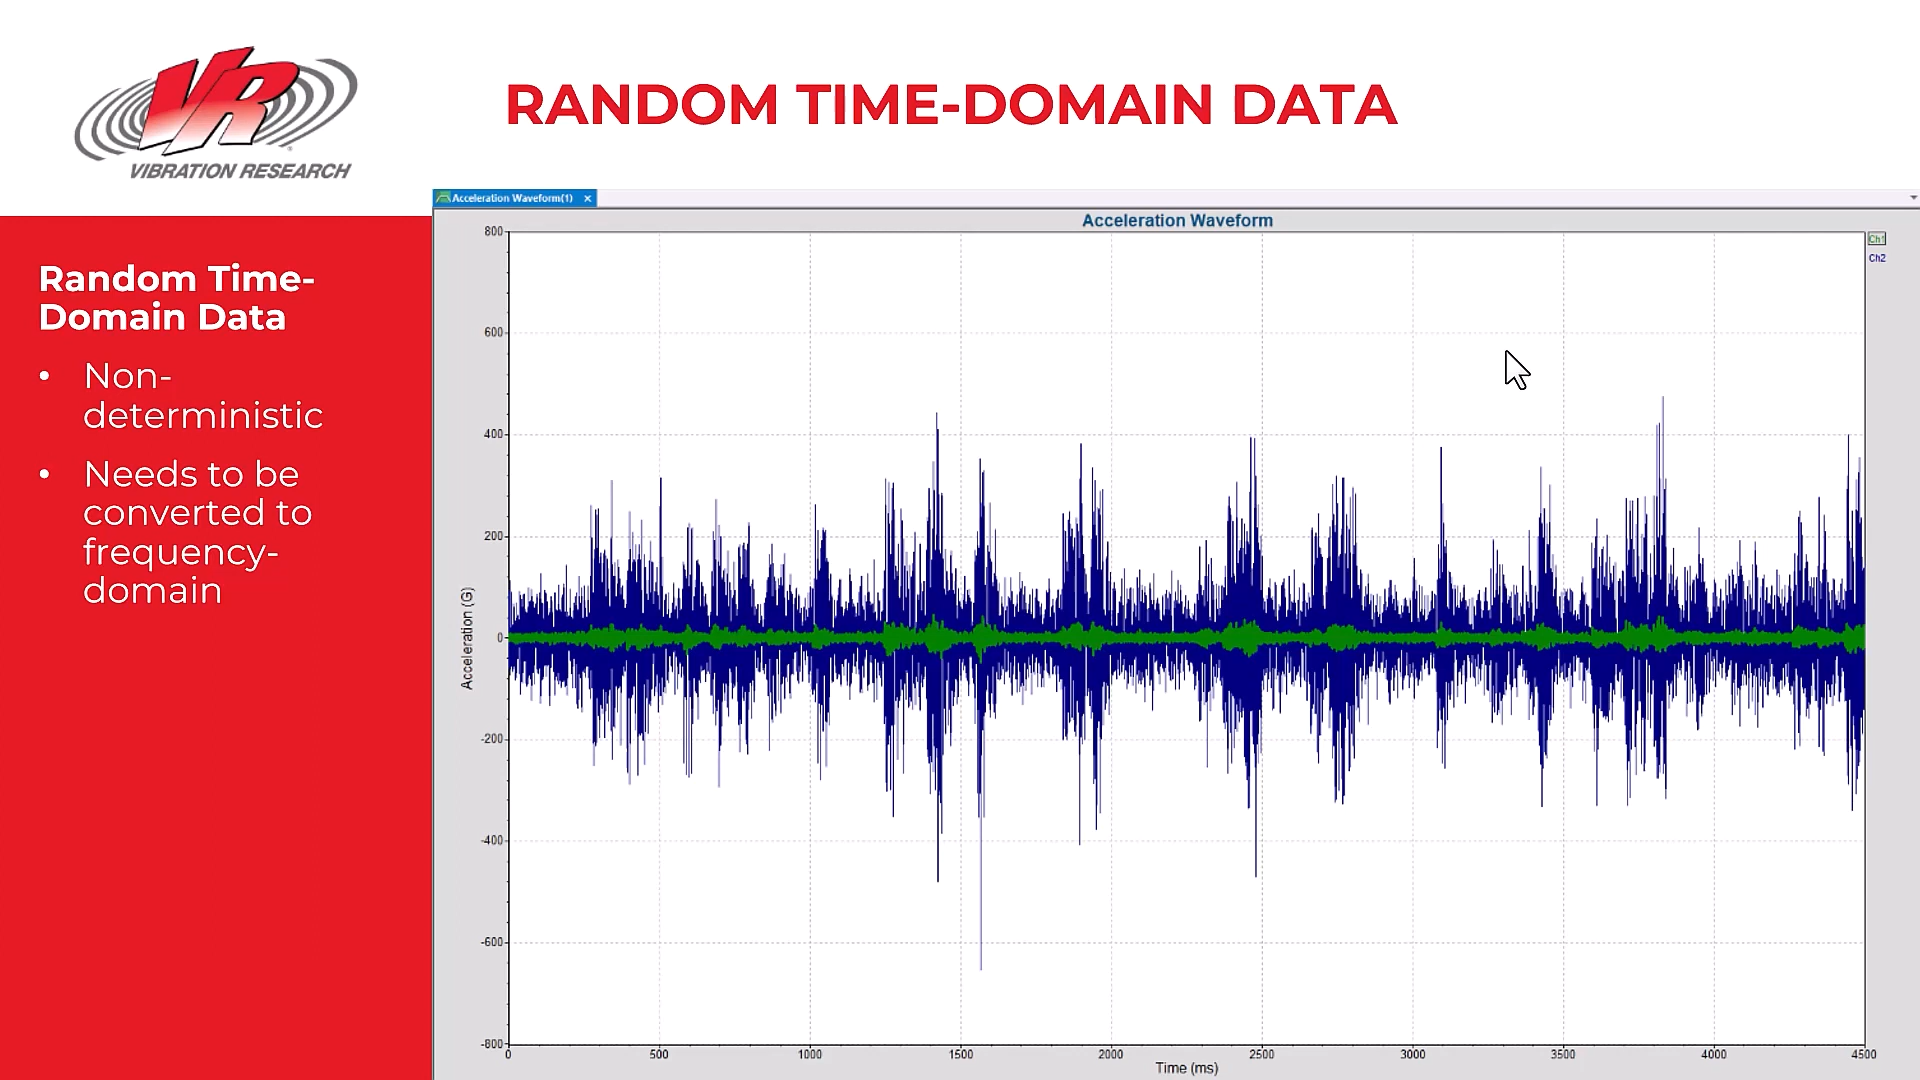 VR
VIBRATION RESEARCH
RANDOM TIME-DOMAIN DATA
Random Time-
Domain Data
• Non-
deterministic
• Needs to be
converted to
frequency-
domain
Acceleration Waveform(1) ×
Acceleration Waveform
Ch1
Ch2
800
600
400
200
0
-200
-400
-600
-800
Acceleration (G)
0 500 1000 1500 2000 2500 3000 3500 4000 4500
Time (ms)